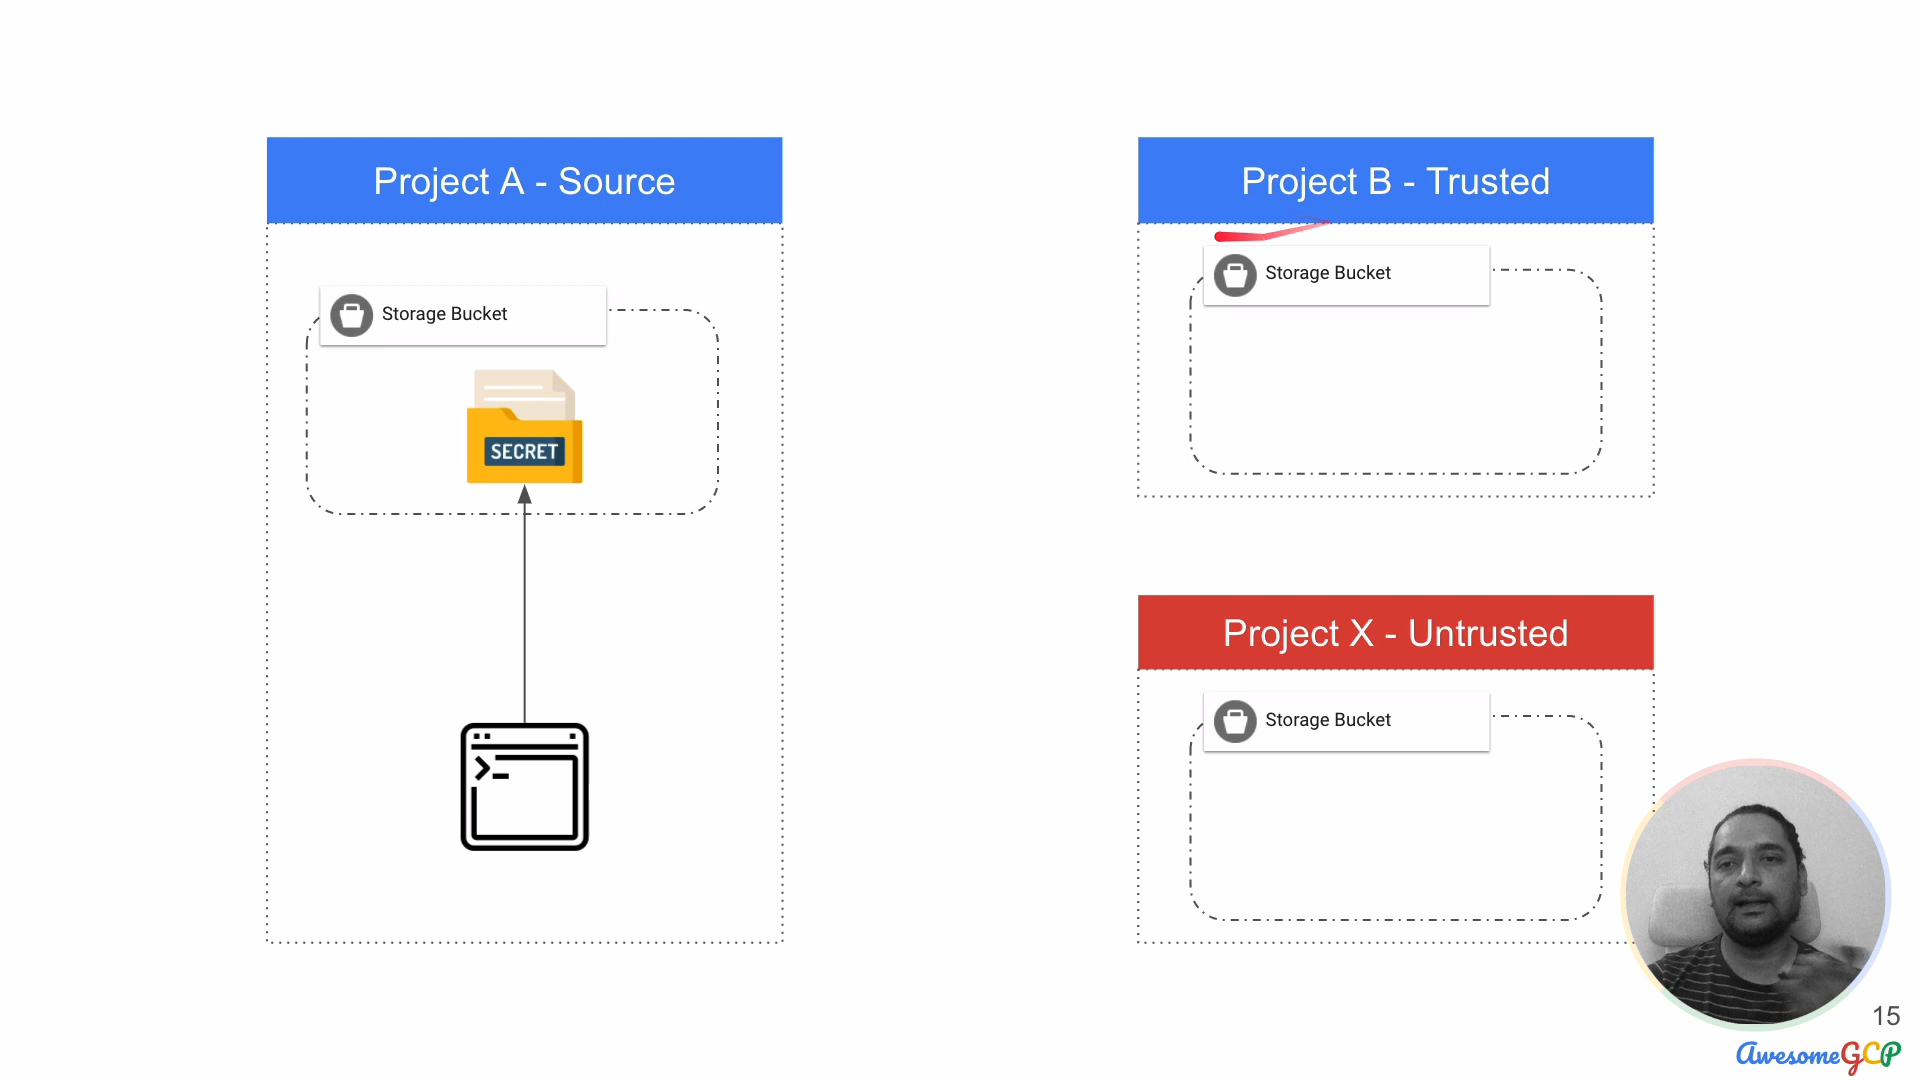 Project A - Source
Storage Bucket
SECRET
Project B - Trusted
Storage Bucket
Project X - Untrusted
Storage Bucket
15
AwesomeGCP